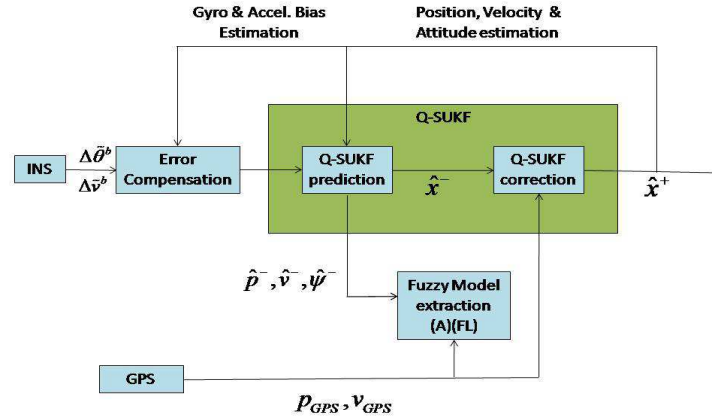 Gyro & Accel. Bias
Estimation
Position, Velocity &
Attitude estimation
Q-SUKF
INS
Δθ̃ᵇ
Δṽᵇ
Error
Compensation
Q-SUKF
prediction
x̂⁻
Q-SUKF
correction
x̂⁺
p̂⁻, v̂⁻, ψ̂⁻
Fuzzy Model
extraction
(A)(FL)
GPS
p_GPS, v_GPS